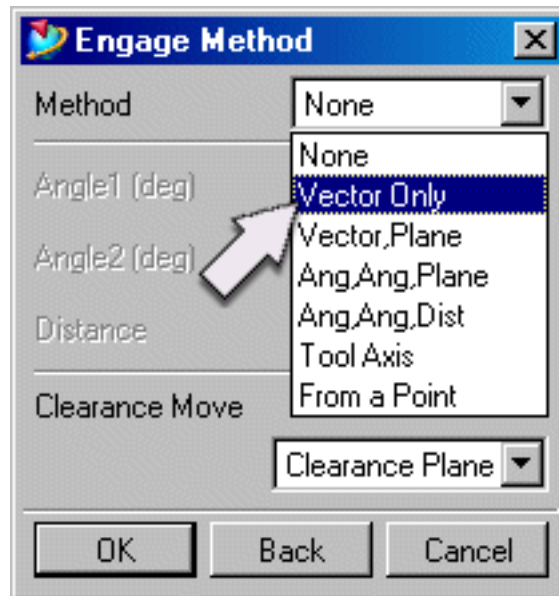 Engage Method
Method None
None
Angle1 (deg)
Vector Only
Vector,Plane
Angle2 (deg)
Ang,Ang,Plane
Ang,Ang,Dist
Distance
Tool Axis
From a Point
Clearance Move
Clearance Plane
OK Back Cancel